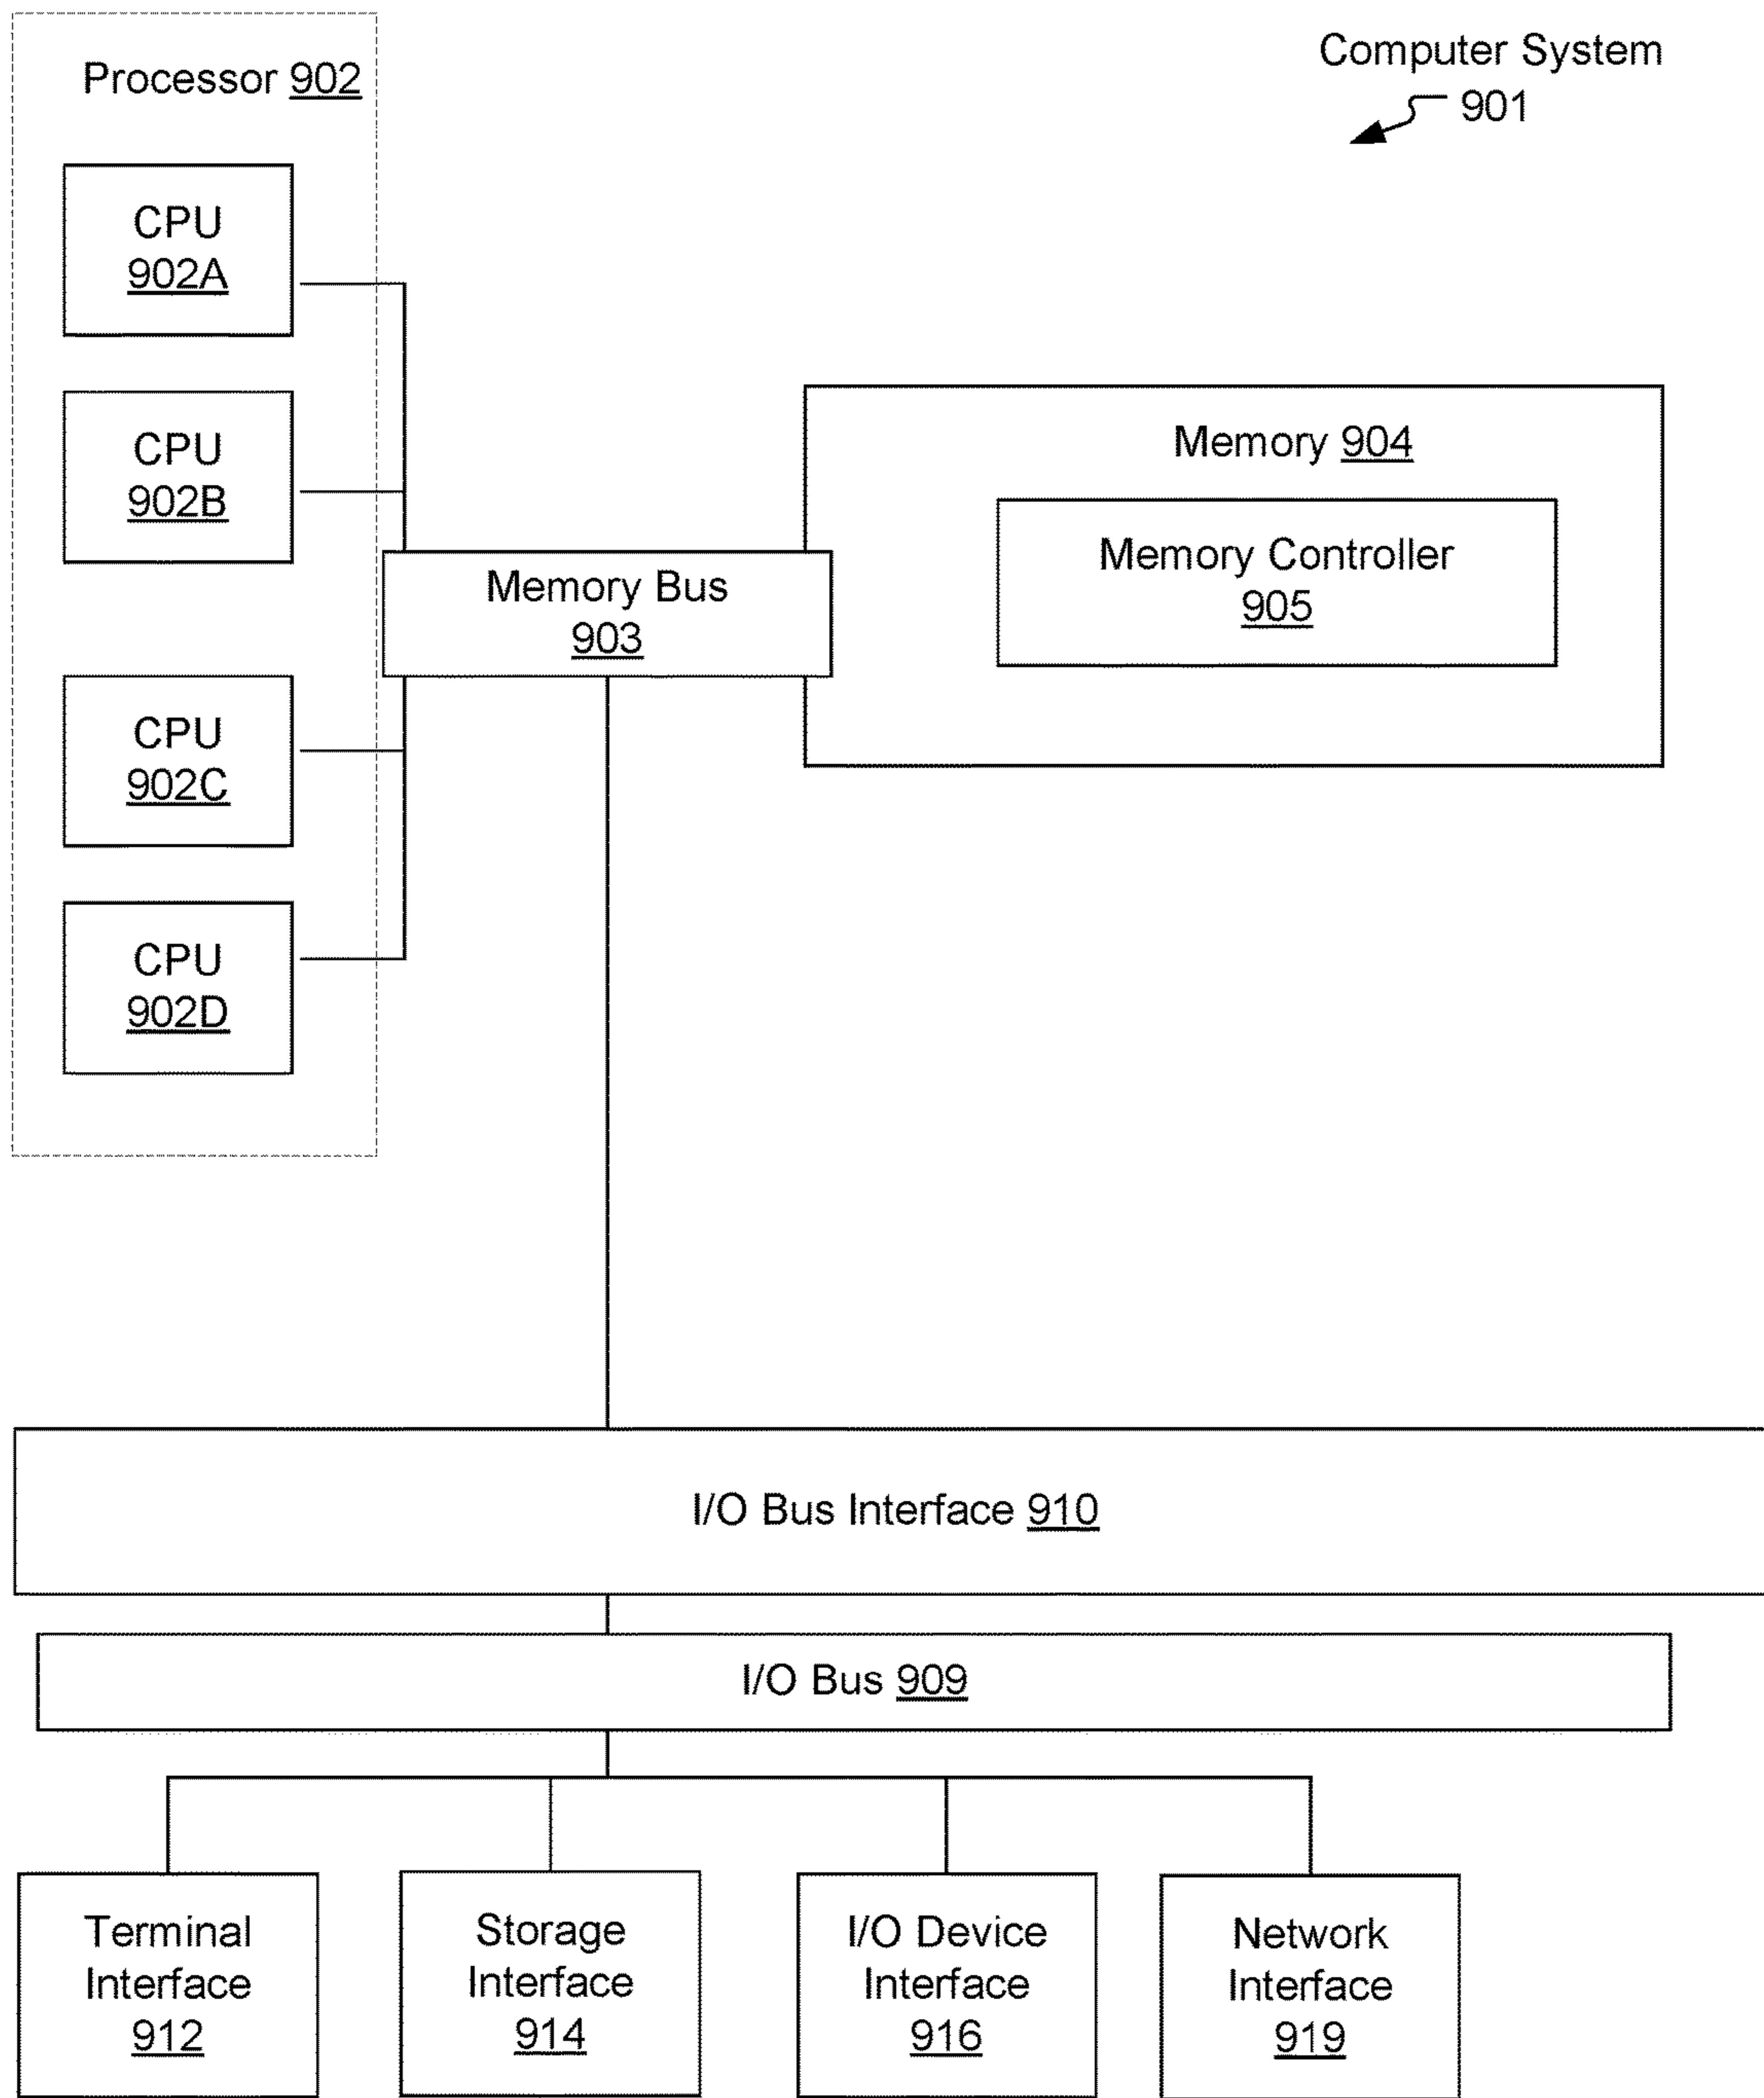 Computer System
901
Processor 902
CPU
902A
CPU
902B
CPU
902C
CPU
902D
Memory Bus
903
Memory 904
Memory Controller
905
I/O Bus Interface 910
I/O Bus 909
Terminal
Interface
912
Storage
Interface
914
I/O Device
Interface
916
Network
Interface
919